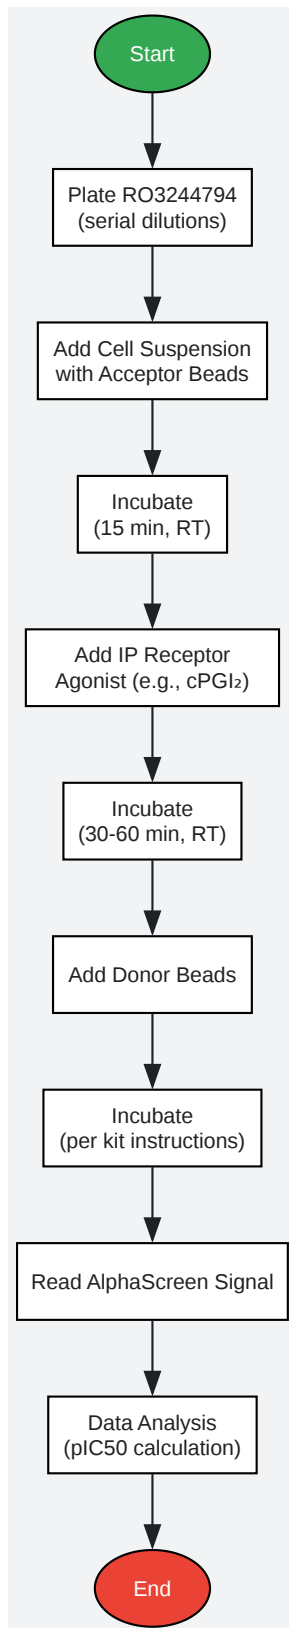 Start
Plate RO3244794
(serial dilutions)
Add Cell Suspension
with Acceptor Beads
Incubate
(15 min, RT)
Add IP Receptor
Agonist (e.g., cPGI₂)
Incubate
(30-60 min, RT)
Add Donor Beads
Incubate
(per kit instructions)
Read AlphaScreen Signal
Data Analysis
(pIC50 calculation)
End